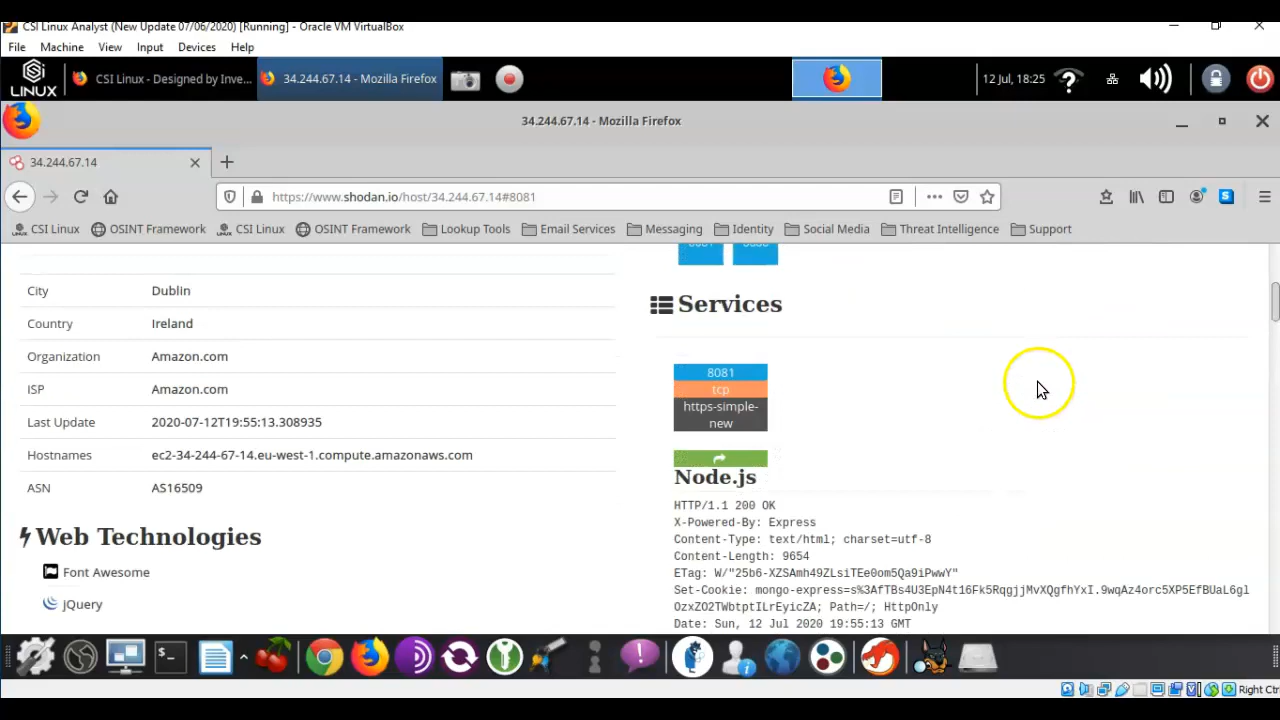 CSI Linux Analyst (New Update 07/06/2020) [Running] - Oracle VM VirtualBox
File Machine View Input Devices Help
CSI LINUX
CSI Linux - Designed by Inve...
34.244.67.14 - Mozilla Firefox
12 Jul, 18:25
34.244.67.14 - Mozilla Firefox
34.244.67.14
https://www.shodan.io/host/34.244.67.14#8081
CSI Linux OSINT Framework CSI Linux OSINT Framework Lookup Tools Email Services Messaging Identity Social Media Threat Intelligence Support
City Dublin
Country Ireland
Organization Amazon.com
ISP Amazon.com
Last Update 2020-07-12T19:55:13.308935
Hostnames ec2-34-244-67-14.eu-west-1.compute.amazonaws.com
ASN AS16509
Web Technologies
Font Awesome
JQuery
Services
8081
tcp
https-simple-
new
Node.js
HTTP/1.1 200 OK
X-Powered-By: Express
Content-Type: text/html; charset=utf-8
Content-Length: 9654
ETag: W/"25b6-XZSAmh49ZLsiTEe0om5Qa9iPwwY"
Set-Cookie: mongo-express=s%3AfTBs4U3EpN4t16Fk5RqgjjMvXQgfhYxI.9wqAz4orc5XP5EfBUaL6gl
OzxZO2TWbtptILrEyicZA; Path=/; HttpOnly
Date: Sun, 12 Jul 2020 19:55:13 GMT
Right Ctr